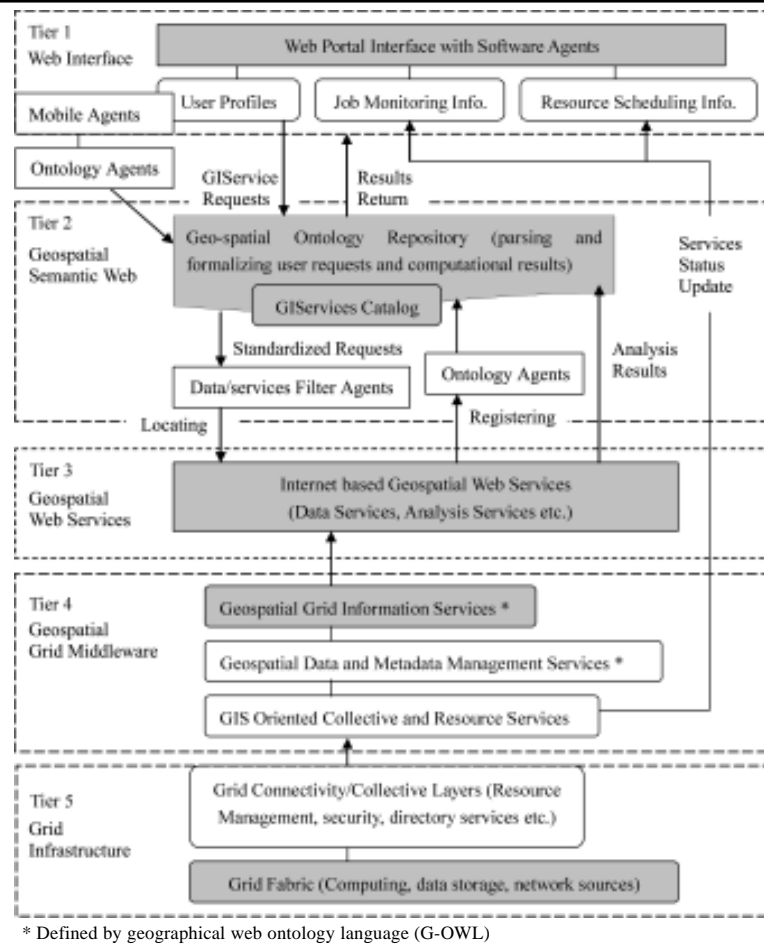 Tier 1
Web Interface
Web Portal Interface with Software Agents
User Profiles
Job Monitoring Info.
Resource Scheduling Info.
Mobile Agents
Ontology Agents
GIService
Requests
Results
Return
Tier 2
Geospatial
Semantic Web
Geo-spatial Ontology Repository (parsing and
formalizing user requests and computational results)
GIServices Catalog
Services
Status
Update
Standardized Requests
Data/services Filter Agents
Ontology Agents
Analysis
Results
Locating
Registering
Tier 3
Geospatial
Web Services
Internet based Geospatial Web Services
(Data Services, Analysis Services etc.)
Tier 4
Geospatial
Grid Middleware
Geospatial Grid Information Services *
Geospatial Data and Metadata Management Services *
GIS Oriented Collective and Resource Services
Tier 5
Grid
Infrastructure
Grid Connectivity/Collective Layers (Resource
Management, security, directory services etc.)
Grid Fabric (Computing, data storage, network sources)
* Defined by geographical web ontology language (G-OWL)